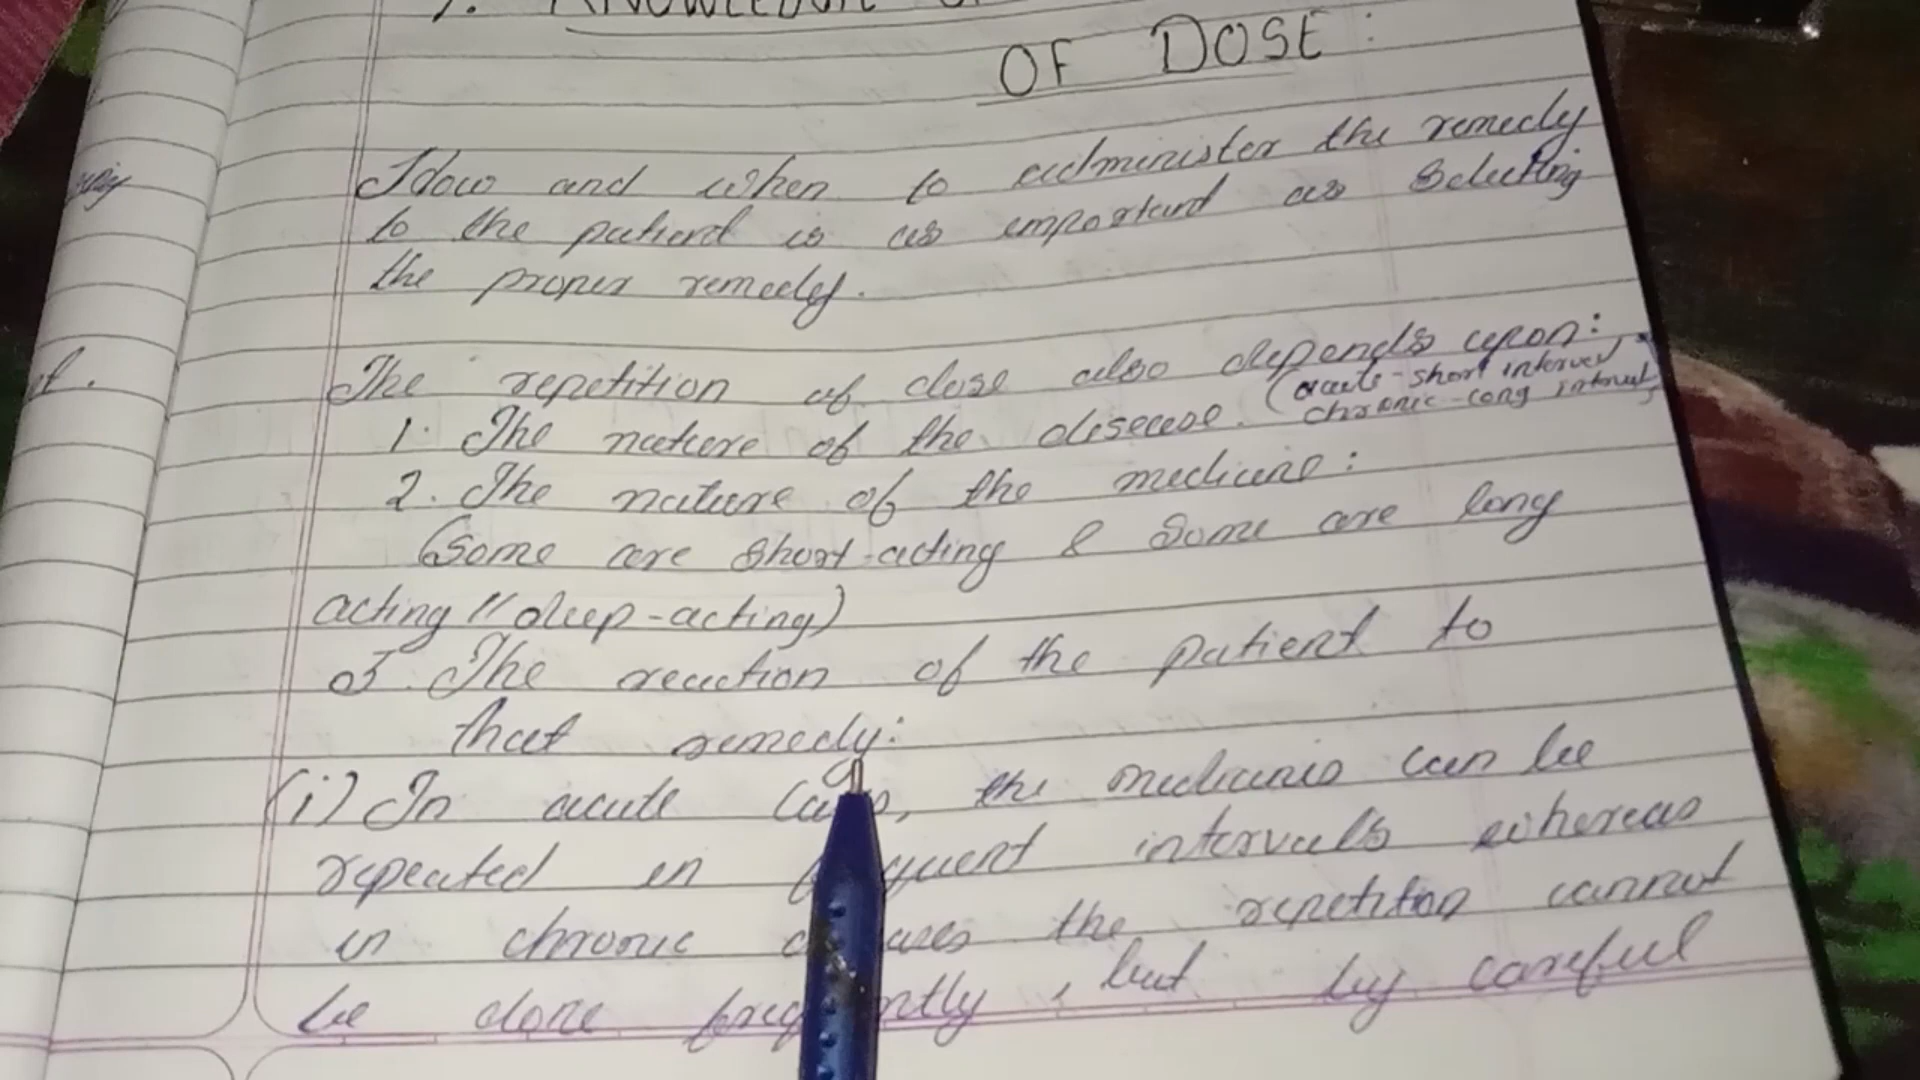 7. KNOWLEDGE
OF DOSE:
How and when to administer the remedy
to the patient is as important as selecting
the proper remedy.
The repetition of dose also depends upon:
1. The nature of the disease. (acute-short interval,
chronic-long interval)
2. The nature of the medicine:
(Some are short-acting & some are long
acting // deep-acting)
3. The reaction of the patient to
that remedy:
(i) In acute, the medicines can be
repeated in intervals whereas
in chronic the repetition cannot
be done, but by careful